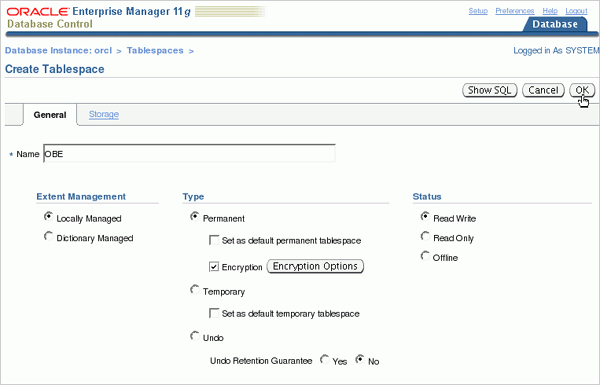 ORACLE Enterprise Manager 11g
Database Control
Setup Preferences Help Logout
Database
Database Instance: orcl > Tablespaces >
Logged in As SYSTEM
Create Tablespace
Show SQL Cancel OK
General Storage
* Name OBE
Extent Management Type Status
Locally Managed Permanent Read Write
Dictionary Managed Set as default permanent tablespace Read Only
Encryption Encryption Options Offline
Temporary
Set as default temporary tablespace
Undo
Undo Retention Guarantee Yes No